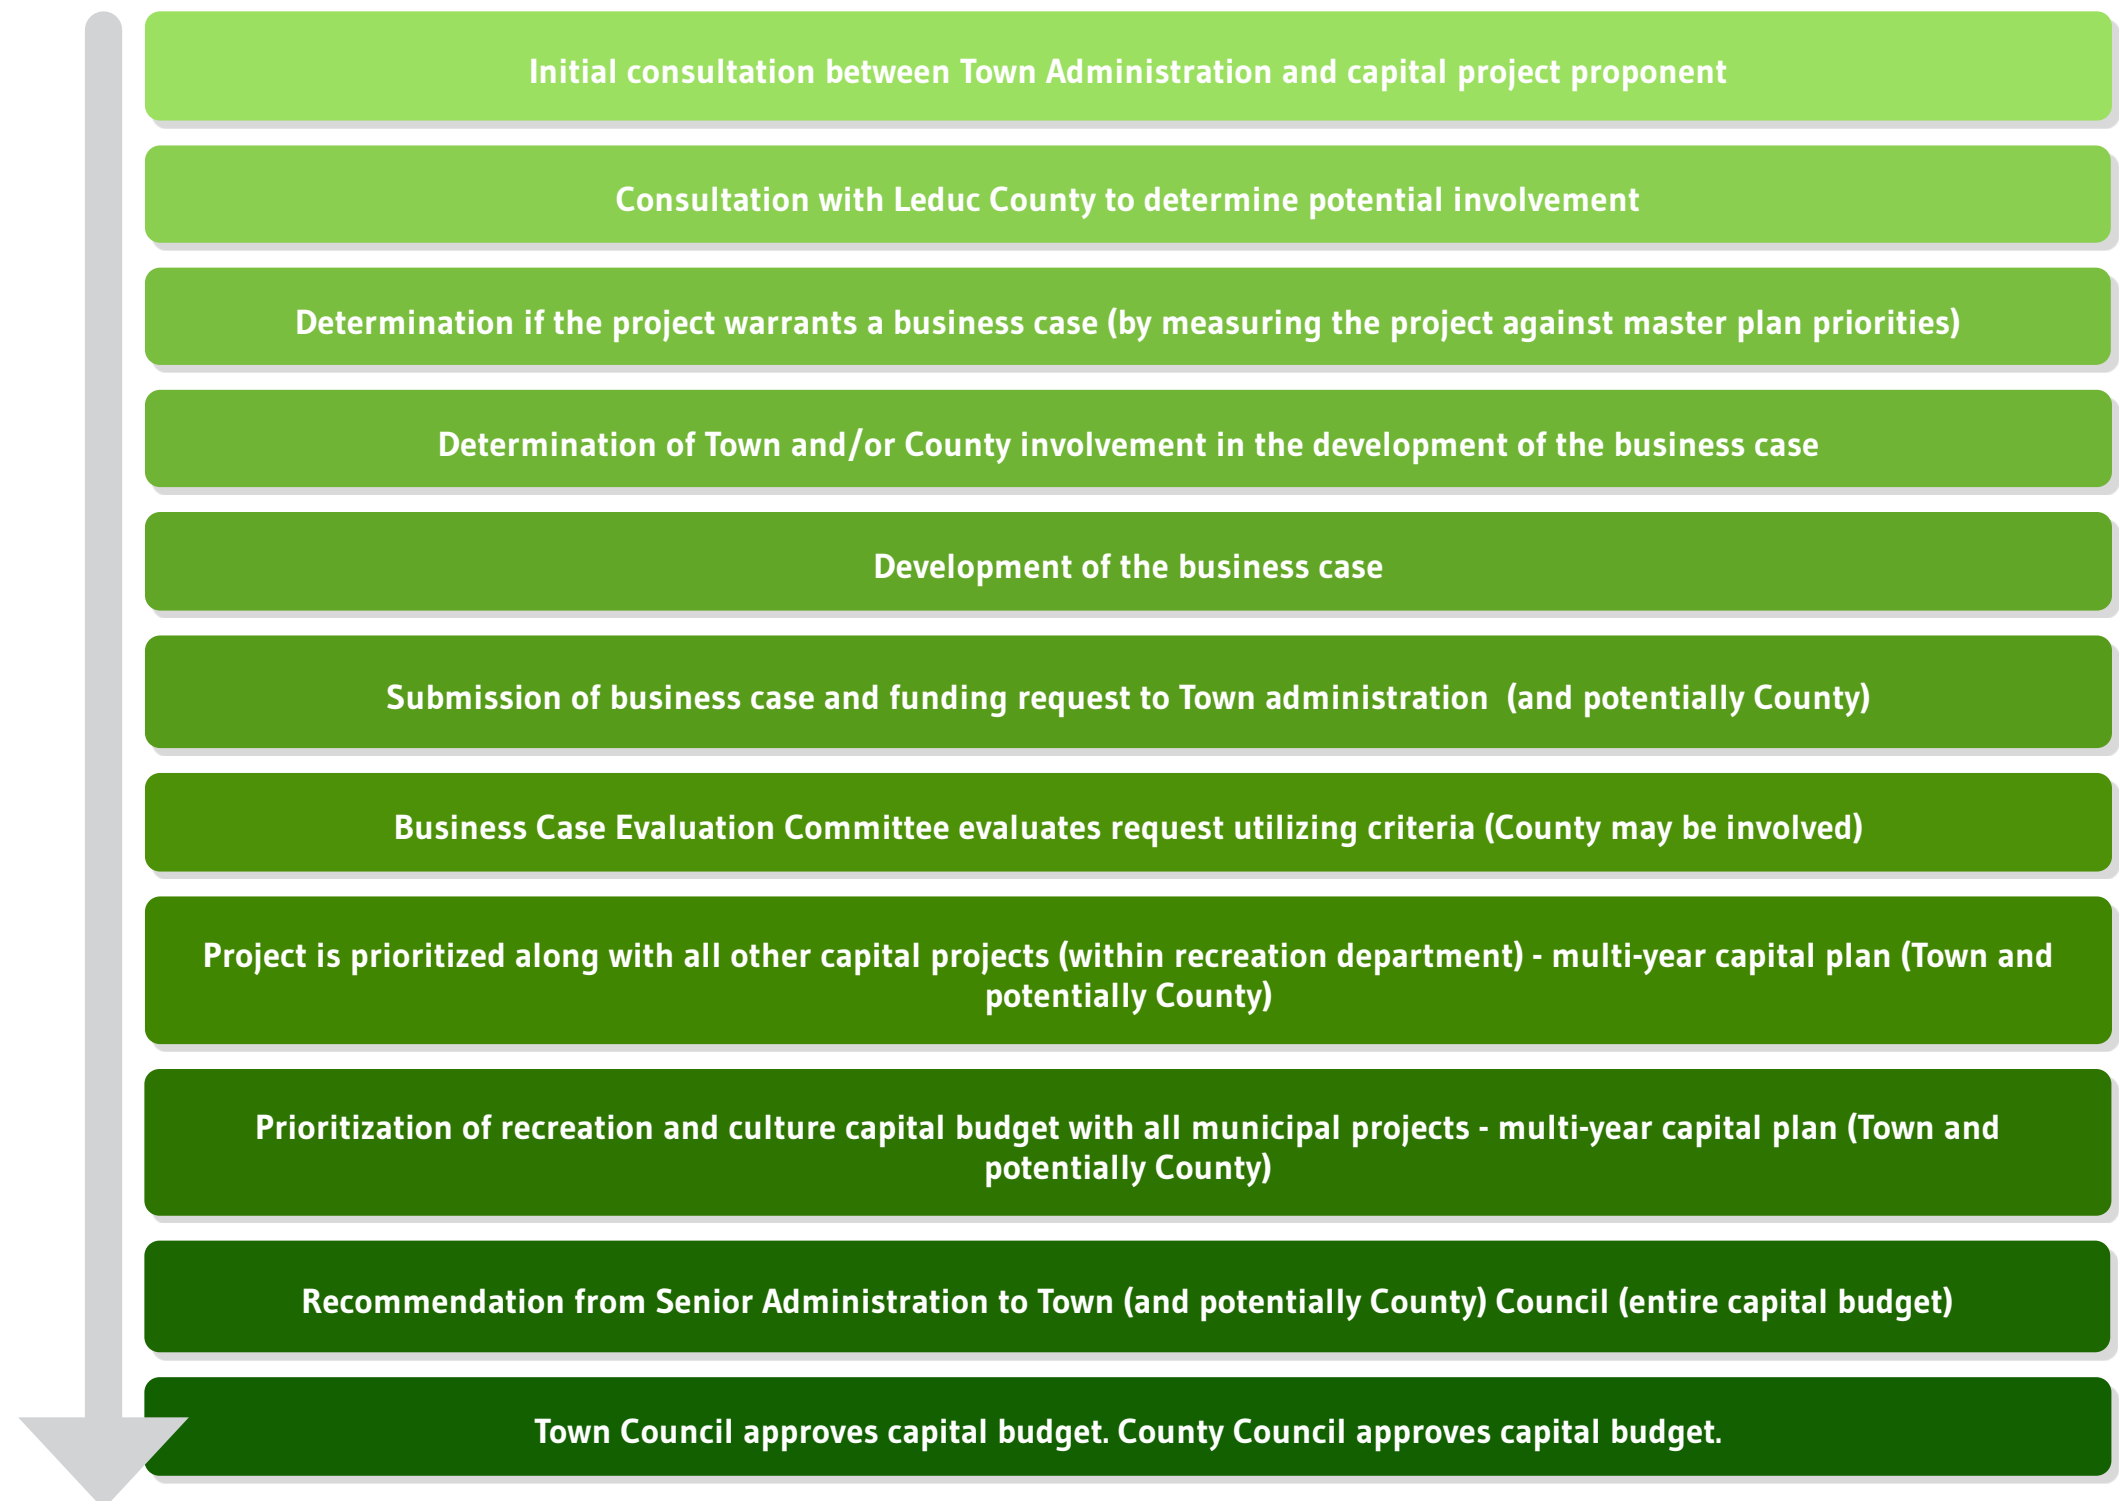 Initial consultation between Town Administration and capital project proponent
Consultation with Leduc County to determine potential involvement
Determination if the project warrants a business case (by measuring the project against master plan priorities)
Determination of Town and/or County involvement in the development of the business case
Development of the business case
Submission of business case and funding request to Town administration  (and potentially County)
Business Case Evaluation Committee evaluates request utilizing criteria (County may be involved)
Project is prioritized along with all other capital projects (within recreation department) - multi-year capital plan (Town and
potentially County)
Prioritization of recreation and culture capital budget with all municipal projects - multi-year capital plan (Town and
potentially County)
Recommendation from Senior Administration to Town (and potentially County) Council (entire capital budget)
Town Council approves capital budget. County Council approves capital budget.